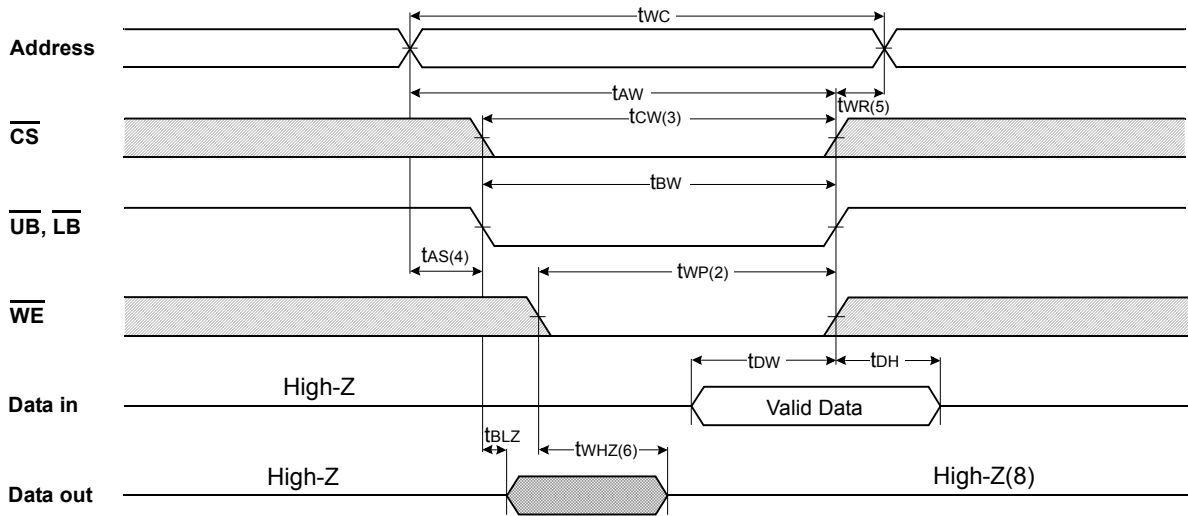 tWC
Address
tAW
tWR(5)
CS
tCW(3)
tBW
UB, LB
tAS(4)
tWP(2)
WE
tDW
tDH
High-Z
Data in
Valid Data
tBLZ
tWHZ(6)
High-Z
High-Z(8)
Data out